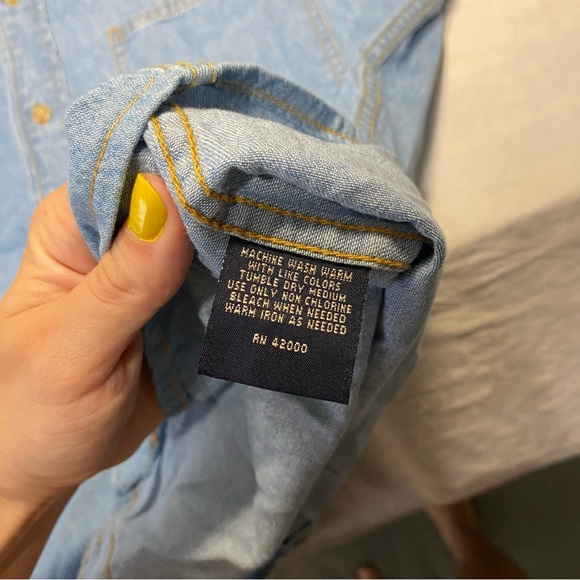 MACHINE WASH WARM
WITH LIKE COLORS
TUMBLE DRY MEDIUM
USE ONLY NON CHLORINE
BLEACH WHEN NEEDED
WARM IRON AS NEEDED
RN 42000